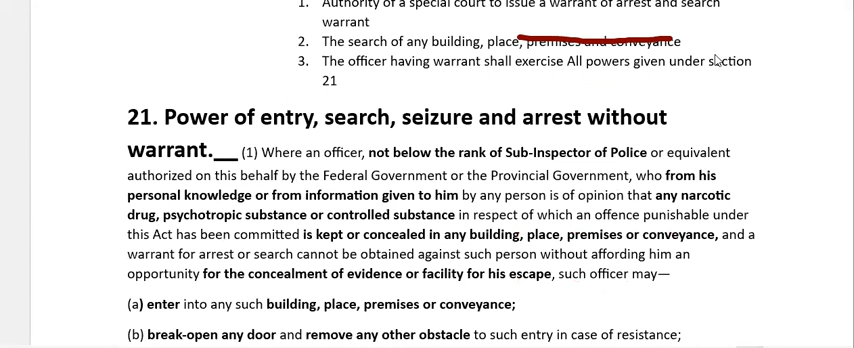 1. Authority of a special court to issue a warrant of arrest and search
warrant
2. The search of any building, place, premises and conveyance
3. The officer having warrant shall exercise All powers given under section
21
21. Power of entry, search, seizure and arrest without
warrant.__ (1) Where an officer, not below the rank of Sub-Inspector of Police or equivalent
authorized on this behalf by the Federal Government or the Provincial Government, who from his
personal knowledge or from information given to him by any person is of opinion that any narcotic
drug, psychotropic substance or controlled substance in respect of which an offence punishable under
this Act has been committed is kept or concealed in any building, place, premises or conveyance, and a
warrant for arrest or search cannot be obtained against such person without affording him an
opportunity for the concealment of evidence or facility for his escape, such officer may—
(a) enter into any such building, place, premises or conveyance;
(b) break-open any door and remove any other obstacle to such entry in case of resistance;